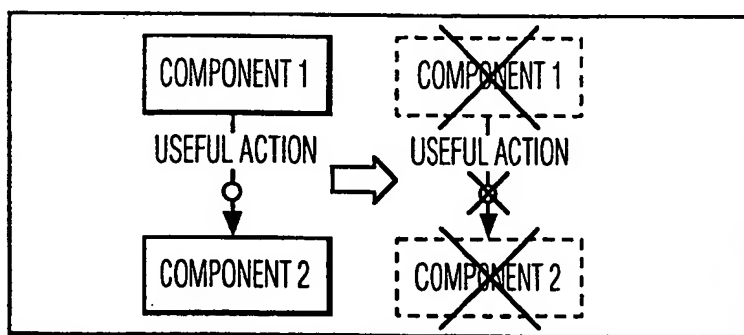 COMPONENT 1
USEFUL ACTION
COMPONENT 2
COMPONENT 1
USEFUL ACTION
COMPONENT 2